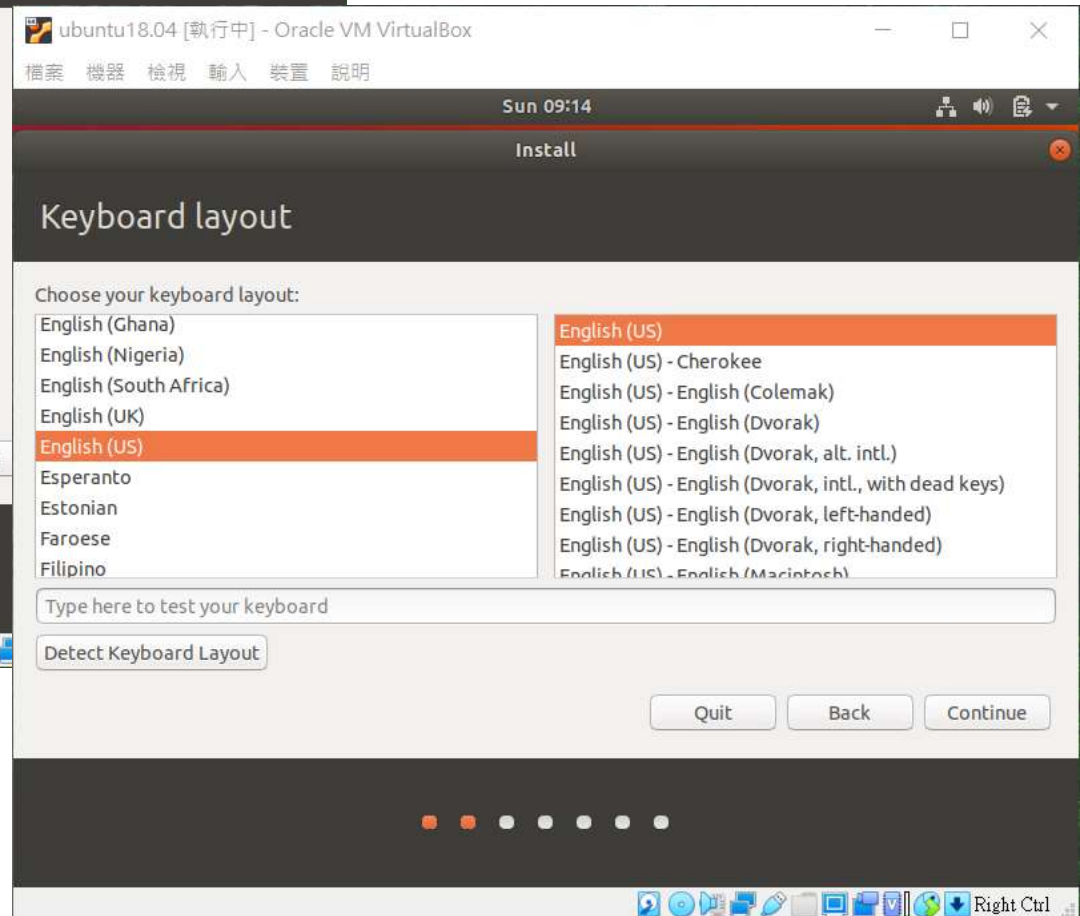 ubuntu18.04 [執行中] - Oracle VM VirtualBox
檔案 機器 檢視 輸入 裝置 說明
Sun 09:14
Install
Keyboard layout
Choose your keyboard layout:
English (Ghana)
English (Nigeria)
English (South Africa)
English (UK)
English (US)
Esperanto
Estonian
Faroese
Filipino
English (US)
English (US) - Cherokee
English (US) - English (Colemak)
English (US) - English (Dvorak)
English (US) - English (Dvorak, alt. intl.)
English (US) - English (Dvorak, intl., with dead keys)
English (US) - English (Dvorak, left-handed)
English (US) - English (Dvorak, right-handed)
English (US) - English (Macintosh)
Type here to test your keyboard
Detect Keyboard Layout
Quit Back Continue
Right Ctrl